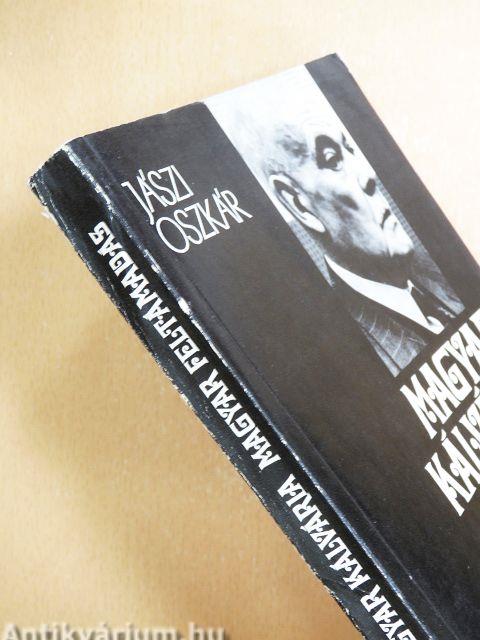 JÁSZI
OSZKÁR
MAGYAR KÁLVÁRIA MAGYAR FELTÁMADÁS
Antikvárium.hu